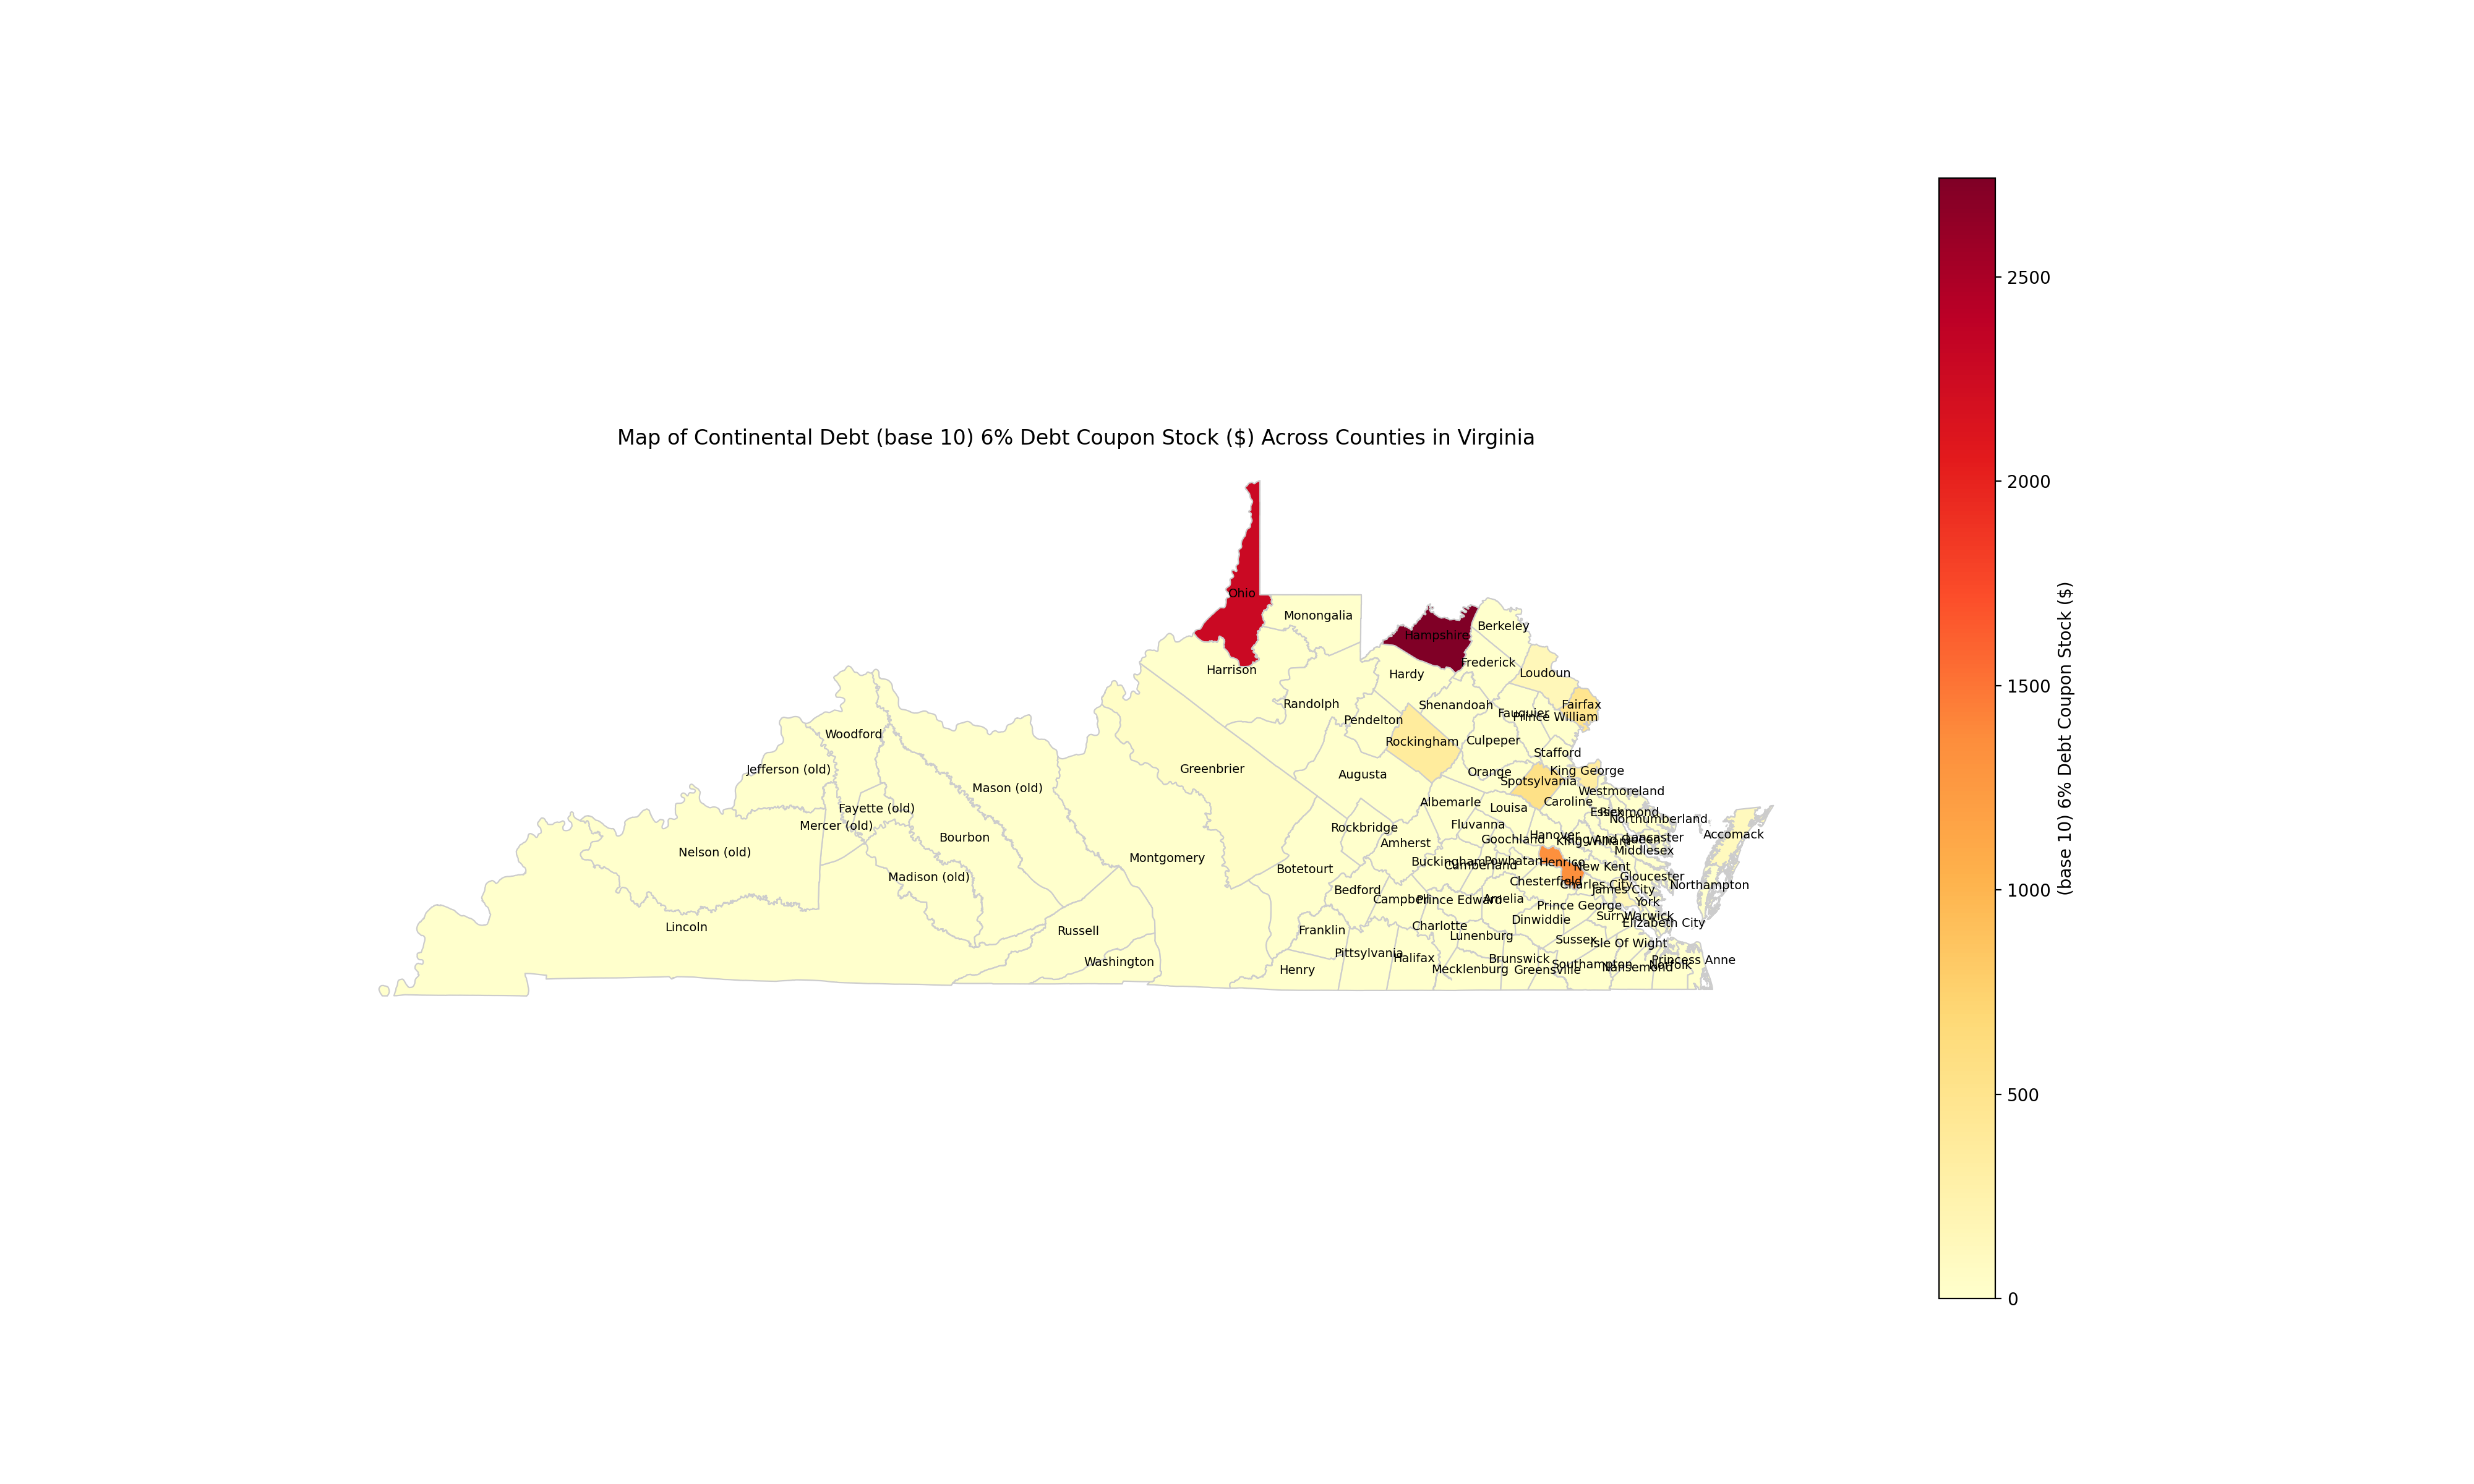 Map of Continental Debt (base 10) 6% Debt Coupon Stock ($) Across Counties in Virginia
2500
2000
1500
1000
500
0
(base 10) 6% Debt Coupon Stock ($)
Ohio
Monongalia
Hampshire
Berkeley
Frederick
Harrison
Hardy
Loudoun
Randolph
Shenandoah
Fairfax
Fauquier
Prince William
Pendelton
Woodford
Rockingham
Culpeper
Stafford
Jefferson (old)
Greenbrier
Augusta
Orange
King George
Spotsylvania
Mason (old)
Westmoreland
Fayette (old)
Albemarle
Louisa
Caroline
Essex
Richmond
Northumberland
Mercer (old)
Rockbridge
Fluvanna
Hanover
Accomack
Bourbon
Amherst
Goochland
King William
King And Queen
Lancaster
Nelson (old)
Montgomery
Middlesex
Botetourt
Buckingham
Cumberland
Powhatan
Henrico
New Kent
Madison (old)
Gloucester
Chesterfield
Charles City
Northampton
Bedford
James City
Campbell
Prince Edward
Amelia
York
Prince George
Lincoln
Russell
Franklin
Charlotte
Dinwiddie
Surry
Warwick
Elizabeth City
Lunenburg
Sussex
Isle Of Wight
Washington
Pittsylvania
Halifax
Brunswick
Princess Anne
Henry
Mecklenburg
Greensville
Southampton
Nansemond
Norfolk